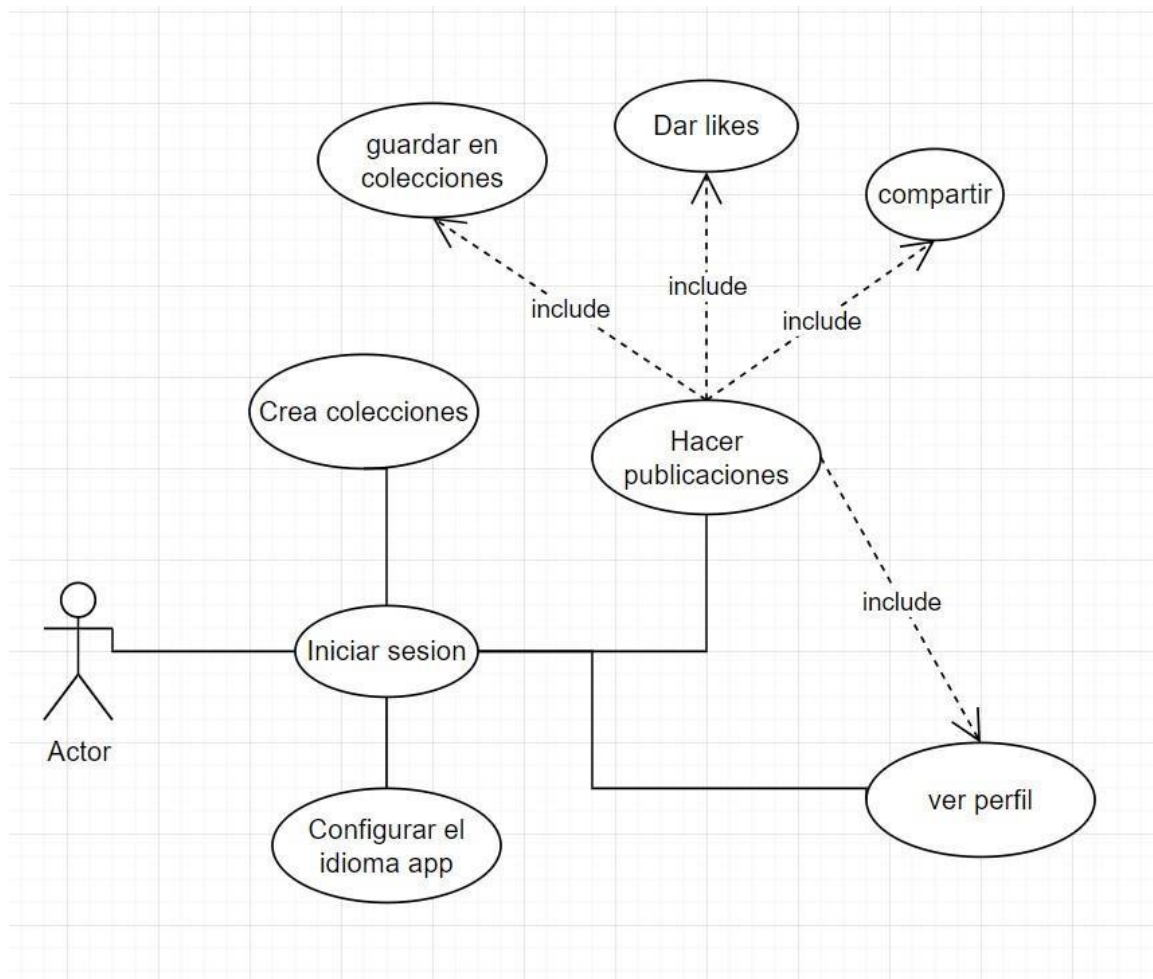 Dar likes
guardar en
colecciones
compartir
include
include
include
Crea colecciones
Hacer
publicaciones
include
Iniciar sesion
Actor
ver perfil
Configurar el
idioma app